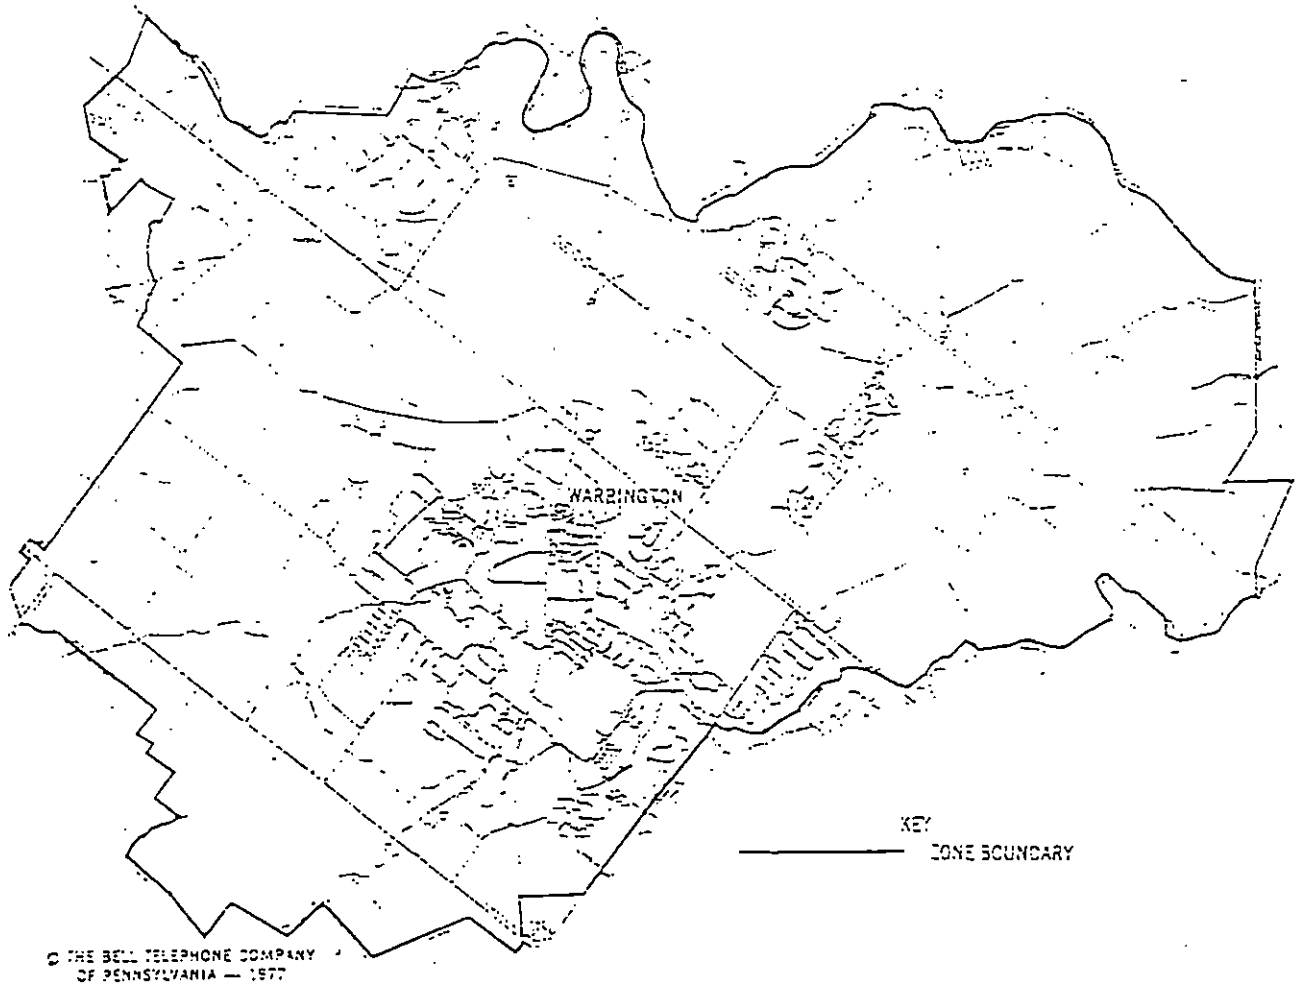 WARRINGTON
KEY
ZONE BOUNDARY
© THE BELL TELEPHONE COMPANY
OF PENNSYLVANIA — 1977